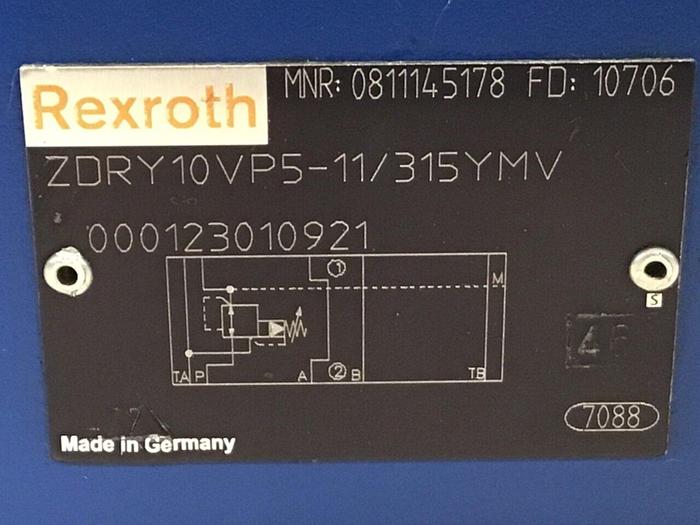 Rexroth
MNR: 0811145178 FD: 10706
ZDRY10VP5-11/315YMV
000123010921
1
M
S
TA P A 2 B TB
7088
Made in Germany